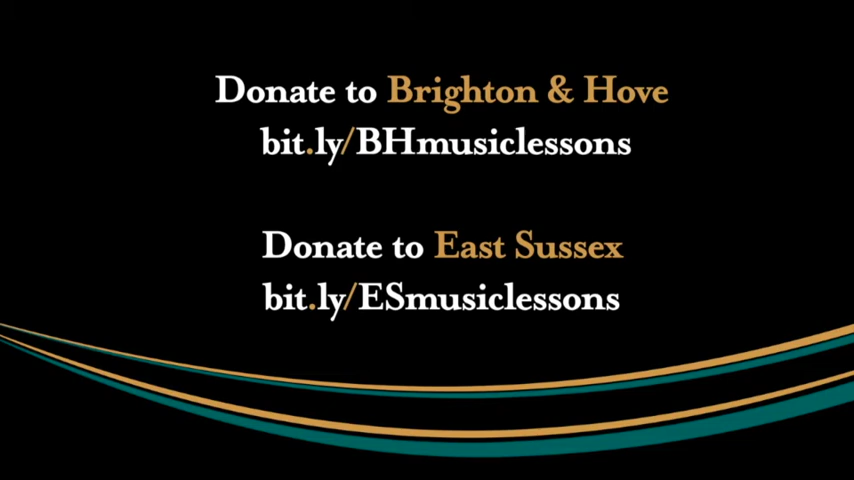 Donate to Brighton & Hove
bit.ly/BHmusiclessons
Donate to East Sussex
bit.ly/ESmusiclessons